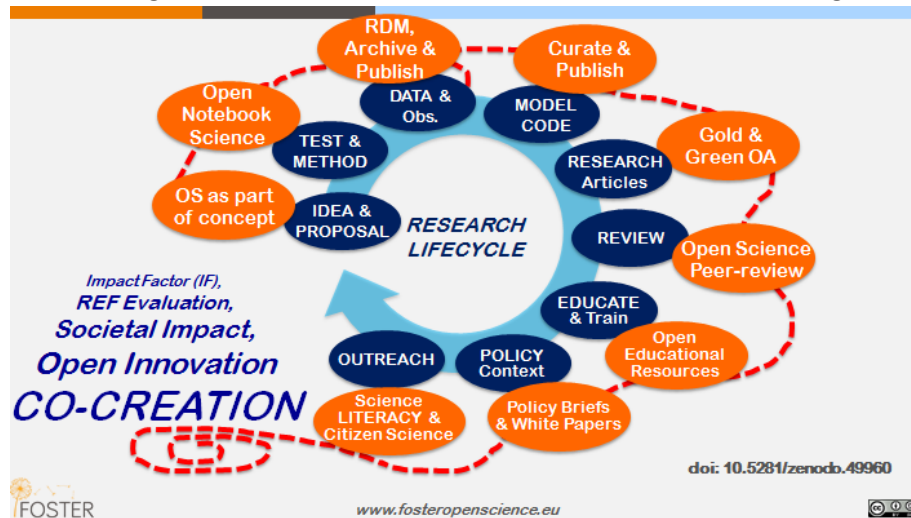 RDM,
Archive &
Publish
Curate &
Publish
Open
Notebook
Science
DATA &
Obs.
MODEL
CODE
Gold &
Green OA
TEST &
METHOD
RESEARCH
Articles
OS as part
of concept
IDEA &
PROPOSAL
RESEARCH
LIFECYCLE
REVIEW
Open Science
Peer-review
Impact Factor (IF),
REF Evaluation,
Societal Impact,
Open Innovation
CO-CREATION
EDUCATE
& Train
Open
Educational
Resources
OUTREACH
POLICY
Context
Science
LITERACY &
Citizen Science
Policy Briefs
& White Papers
doi: 10.5281/zenodo.49960
FOSTER
www.fosteropenscience.eu